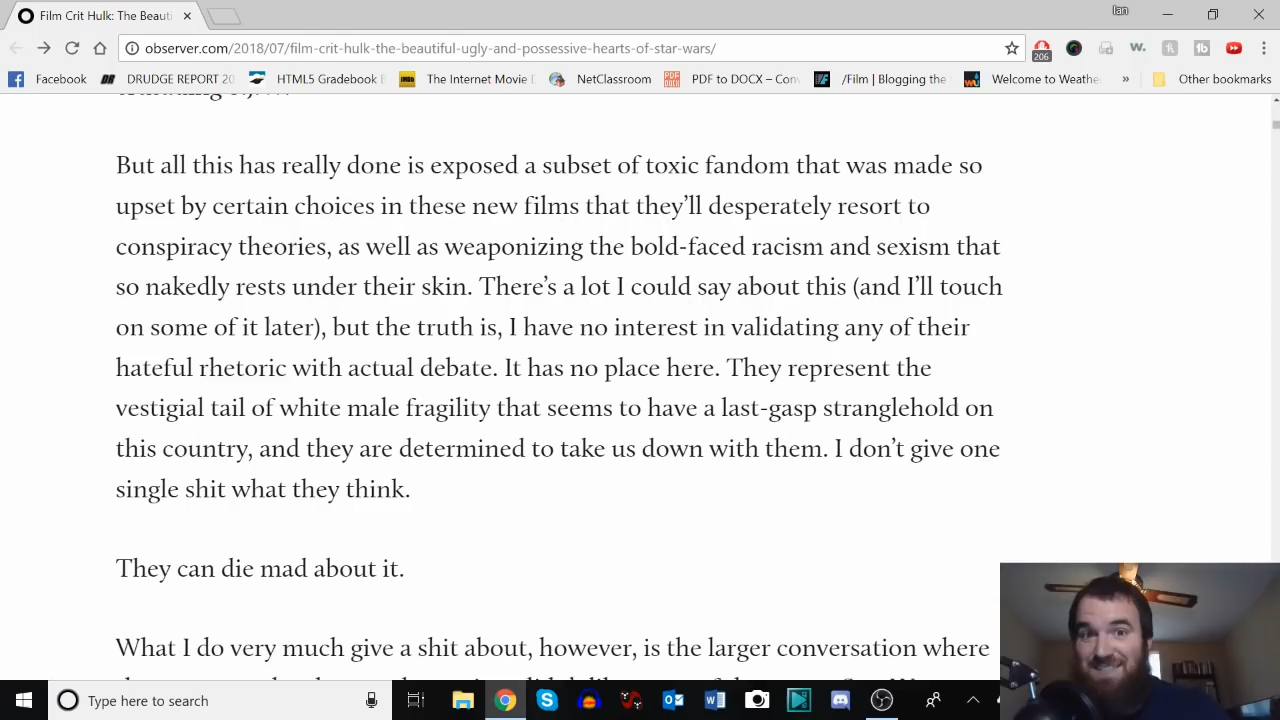 Film Crit Hulk: The Beauti
Ian
observer.com/2018/07/film-crit-hulk-the-beautiful-ugly-and-possessive-hearts-of-star-wars/
206
Facebook DRUDGE REPORT 20 HTML5 Gradebook The Internet Movie NetClassroom PDF to DOCX – Con /Film | Blogging the Welcome to Weathe » Other bookmarks
But all this has really done is exposed a subset of toxic fandom that was made so
upset by certain choices in these new films that they’ll desperately resort to
conspiracy theories, as well as weaponizing the bold-faced racism and sexism that
so nakedly rests under their skin. There’s a lot I could say about this (and I’ll touch
on some of it later), but the truth is, I have no interest in validating any of their
hateful rhetoric with actual debate. It has no place here. They represent the
vestigial tail of white male fragility that seems to have a last-gasp stranglehold on
this country, and they are determined to take us down with them. I don’t give one
single shit what they think.
They can die mad about it.
What I do very much give a shit about, however, is the larger conversation where
Type here to search